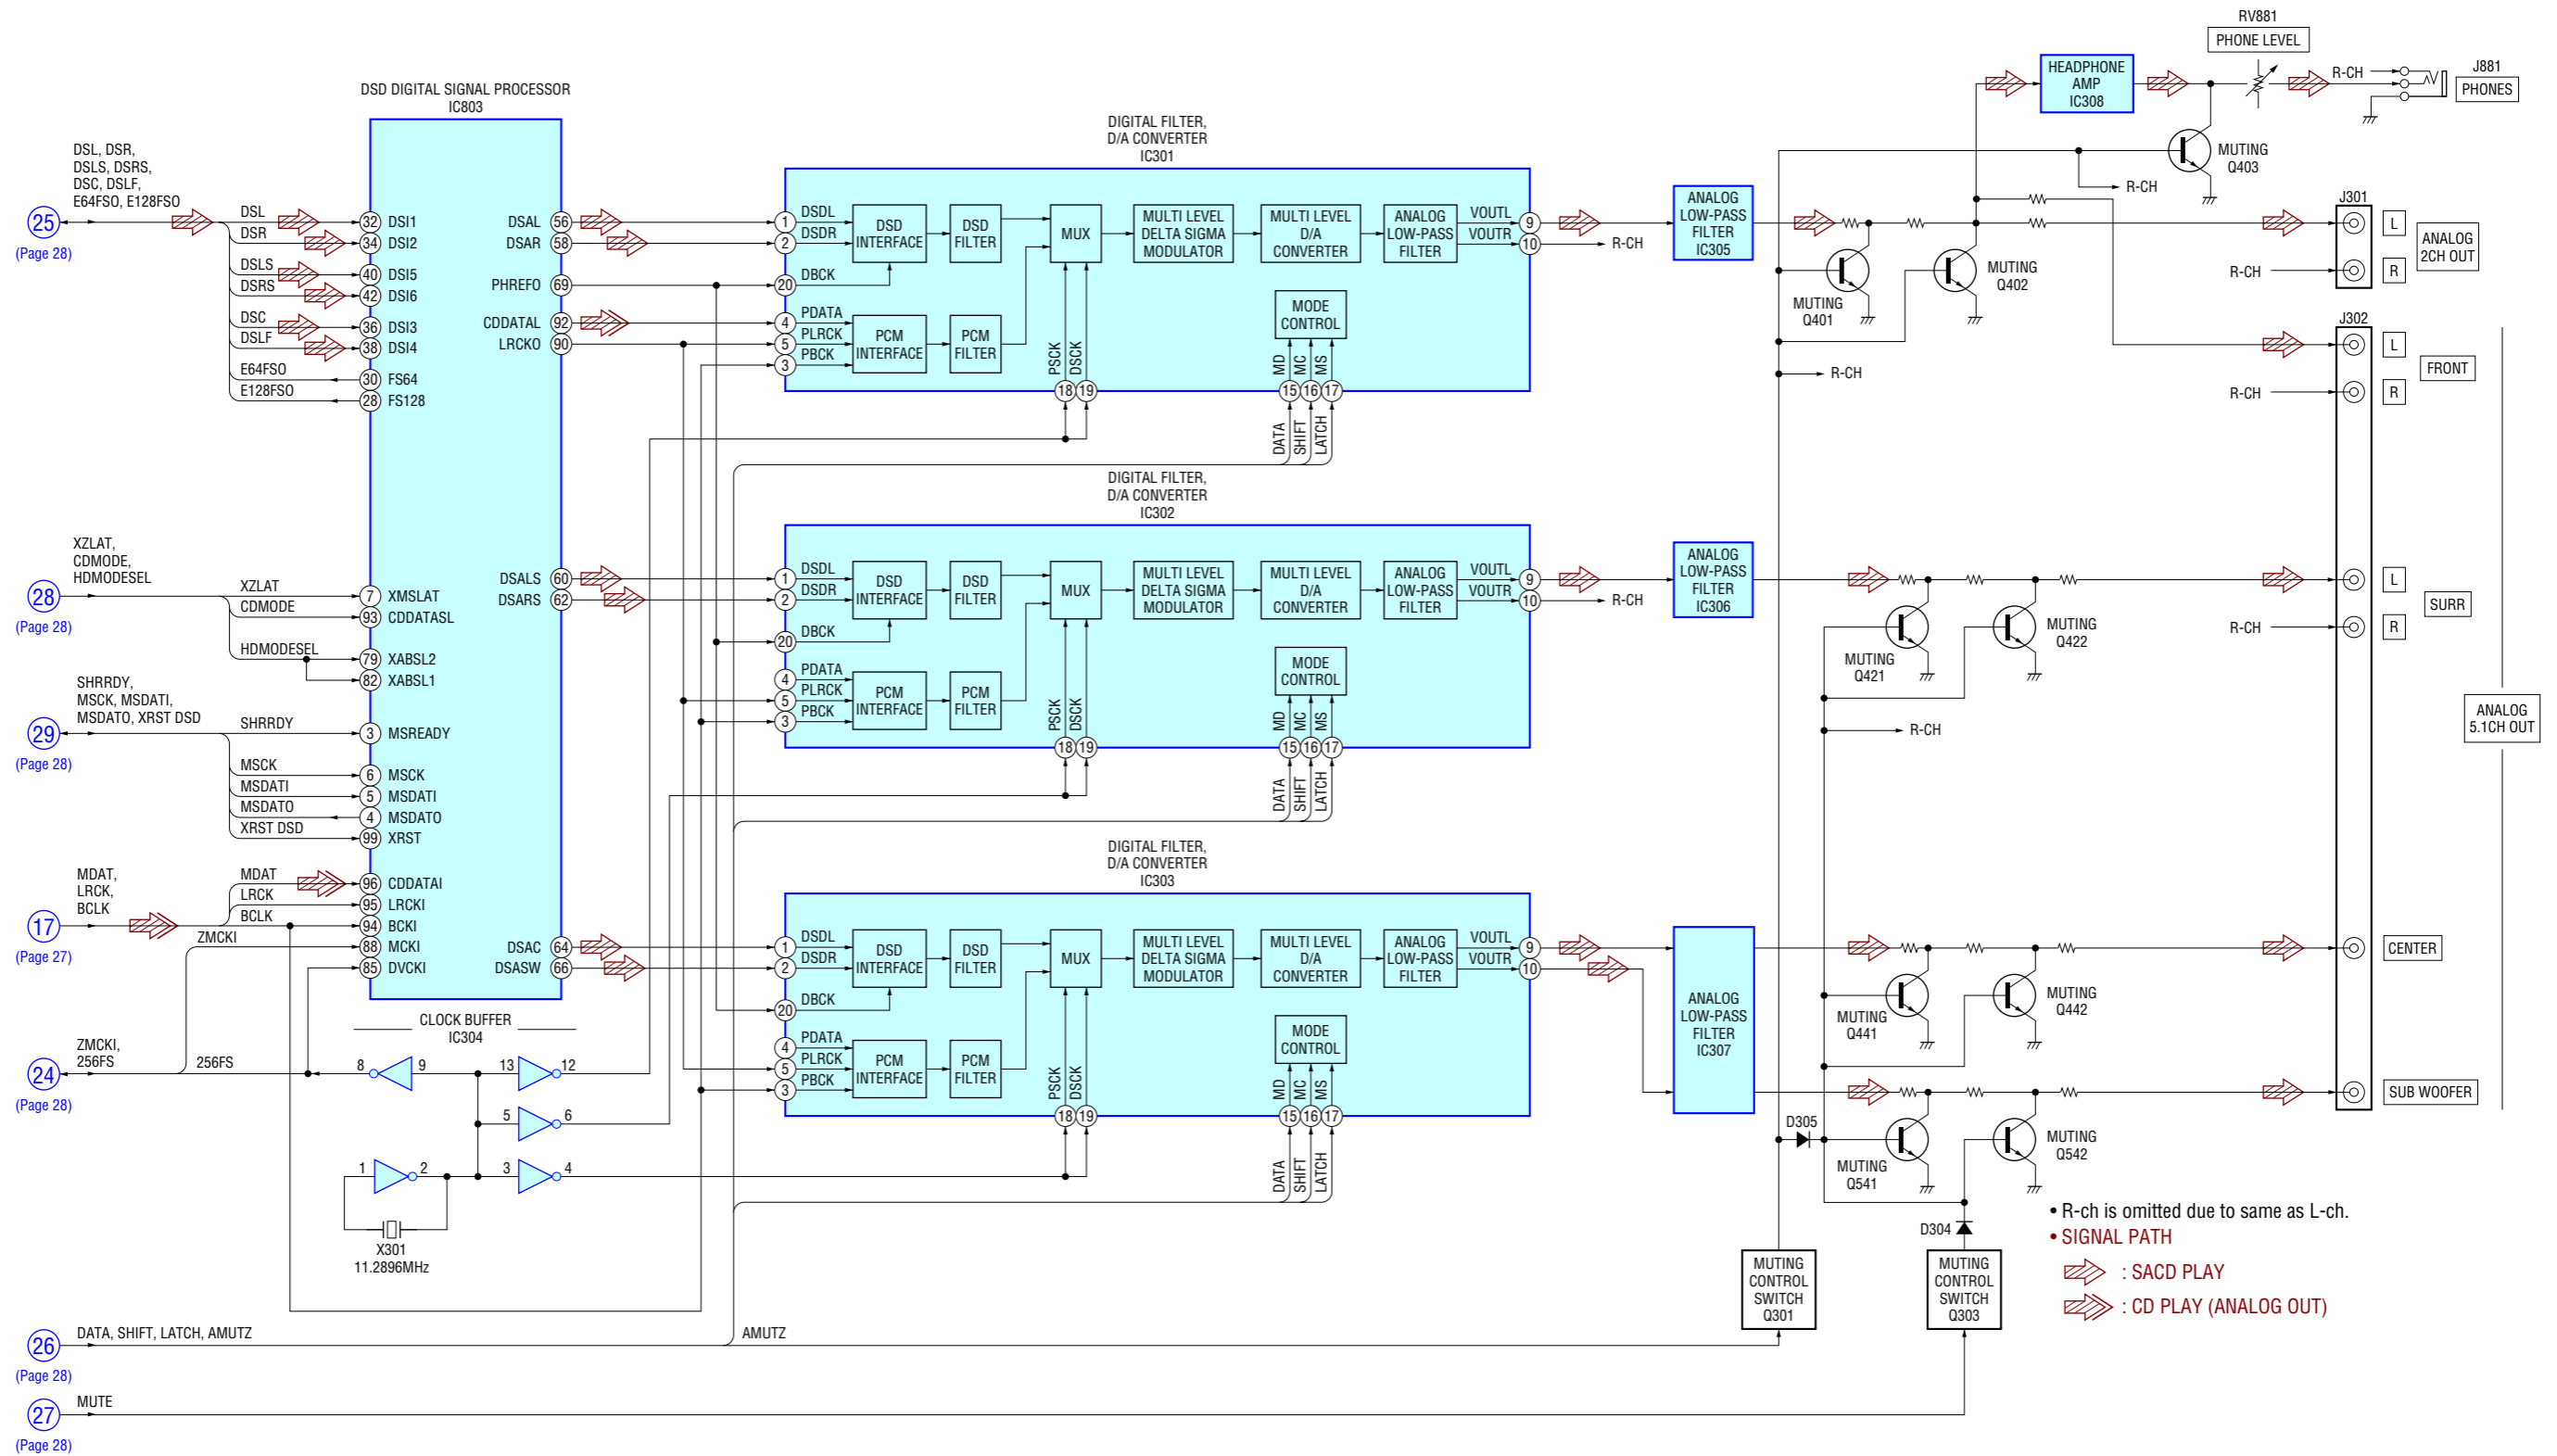 DSD DIGITAL SIGNAL PROCESSOR
IC803
DSL, DSR,
DSLS, DSRS,
DSC, DSLF,
E64FSO, E128FSO
25
(Page 28)
DSL
32 DSI1
DSR
34 DSI2
DSLS
40 DSI5
DSRS
42 DSI6
DSC
36 DSI3
DSLF
38 DSI4
E64FSO
30 FS64
E128FSO
28 FS128
DSAL 56
DSAR 58
PHREFO 69
CDDATAL 92
LRCKO 90
XZLAT,
CDMODE,
HDMODESEL
28
(Page 28)
XZLAT
7 XMSLAT
CDMODE
93 CDDATASL
HDMODESEL
79 XABSL2
82 XABSL1
DSALS 60
DSARS 62
SHRRDY,
MSCK, MSDATI,
MSDATO, XRST DSD
29
(Page 28)
SHRRDY
3 MSREADY
MSCK
6 MSCK
MSDATI
5 MSDATI
MSDATO
4 MSDATO
XRST DSD
99 XRST
MDAT,
LRCK,
BCLK
17
(Page 27)
MDAT
96 CDDATAI
LRCK
95 LRCKI
BCLK
94 BCKI
ZMCKI
88 MCKI
85 DVCKI
DSAC 64
DSASW 66
CLOCK BUFFER
IC304
ZMCKI,
256FS
24
(Page 28)
256FS
8 9 13 12
5 6
1 2 3 4
X301
11.2896MHz
26
(Page 28)
DATA, SHIFT, LATCH, AMUTZ
AMUTZ
27
(Page 28)
MUTE
DIGITAL FILTER,
D/A CONVERTER
IC301
1 DSDL
2 DSDR
20 DBCK
4 PDATA
5 PLRCK
3 PBCK
DSD
INTERFACE
DSD
FILTER
MUX
MULTI LEVEL
DELTA SIGMA
MODULATOR
MULTI LEVEL
D/A
CONVERTER
ANALOG
LOW-PASS
FILTER
VOUTL 9
VOUTR 10
R-CH
PCM
INTERFACE
PCM
FILTER
PSCK
DSCK
18 19
MODE
CONTROL
MD
MC
MS
15 16 17
DATA
SHIFT
LATCH
DIGITAL FILTER,
D/A CONVERTER
IC302
1 DSDL
2 DSDR
20 DBCK
4 PDATA
5 PLRCK
3 PBCK
DSD
INTERFACE
DSD
FILTER
MUX
MULTI LEVEL
DELTA SIGMA
MODULATOR
MULTI LEVEL
D/A
CONVERTER
ANALOG
LOW-PASS
FILTER
VOUTL 9
VOUTR 10
R-CH
PCM
INTERFACE
PCM
FILTER
PSCK
DSCK
18 19
MODE
CONTROL
MD
MC
MS
15 16 17
DATA
SHIFT
LATCH
DIGITAL FILTER,
D/A CONVERTER
IC303
1 DSDL
2 DSDR
20 DBCK
4 PDATA
5 PLRCK
3 PBCK
DSD
INTERFACE
DSD
FILTER
MUX
MULTI LEVEL
DELTA SIGMA
MODULATOR
MULTI LEVEL
D/A
CONVERTER
ANALOG
LOW-PASS
FILTER
VOUTL 9
VOUTR 10
PCM
INTERFACE
PCM
FILTER
PSCK
DSCK
18 19
MODE
CONTROL
MD
MC
MS
15 16 17
DATA
SHIFT
LATCH
ANALOG
LOW-PASS
FILTER
IC305
ANALOG
LOW-PASS
FILTER
IC306
ANALOG
LOW-PASS
FILTER
IC307
HEADPHONE
AMP
IC308
RV881
PHONE LEVEL
R-CH
J881
PHONES
MUTING
Q403
R-CH
MUTING
Q401
MUTING
Q402
R-CH
J301
L
R-CH
R
ANALOG
2CH OUT
J302
L
R-CH
R
FRONT
MUTING
Q421
MUTING
Q422
R-CH
L
R-CH
R
SURR
ANALOG
5.1CH OUT
MUTING
Q441
MUTING
Q442
CENTER
D305
MUTING
Q541
MUTING
Q542
SUB WOOFER
D304
MUTING
CONTROL
SWITCH
Q301
MUTING
CONTROL
SWITCH
Q303
• R-ch is omitted due to same as L-ch.
• SIGNAL PATH
: SACD PLAY
: CD PLAY (ANALOG OUT)